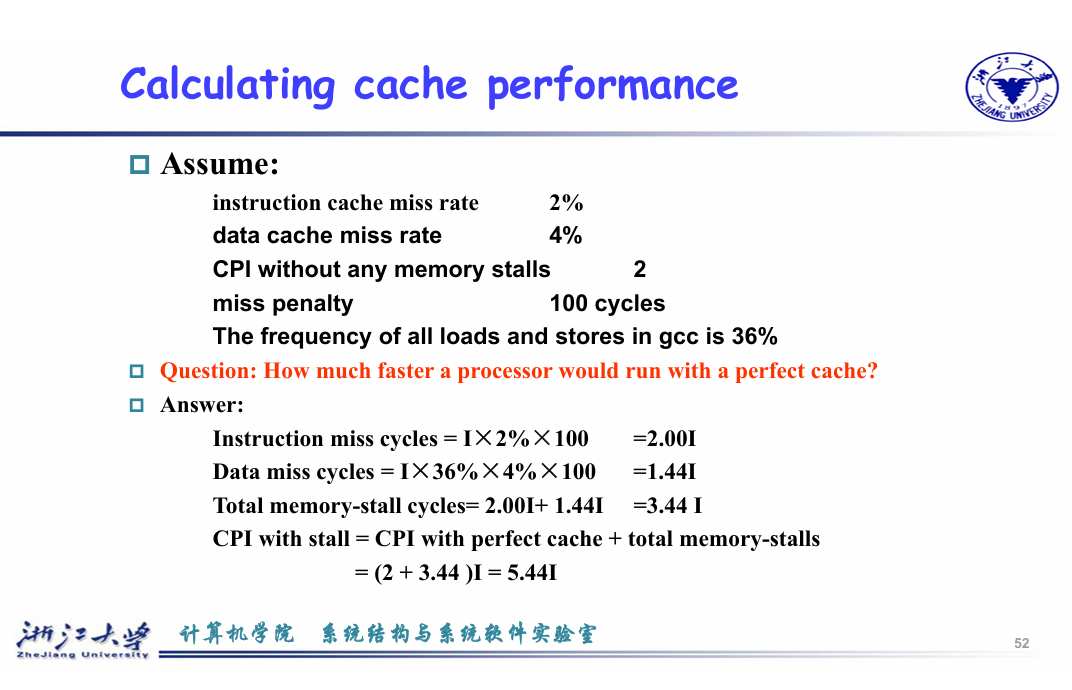 Calculating cache performance
浙江大学
ZHEJIANG UNIVERSITY
1897
Assume:
instruction cache miss rate 2%
data cache miss rate 4%
CPI without any memory stalls 2
miss penalty 100 cycles
The frequency of all loads and stores in gcc is 36%
Question: How much faster a processor would run with a perfect cache?
Answer:
Instruction miss cycles = I×2%×100 =2.00I
Data miss cycles = I×36%×4%×100 =1.44I
Total memory-stall cycles= 2.00I+ 1.44I =3.44 I
CPI with stall = CPI with perfect cache + total memory-stalls
= (2 + 3.44 )I = 5.44I
浙江大学
ZheJiang University
计算机学院 系统结构与系统软件实验室
52